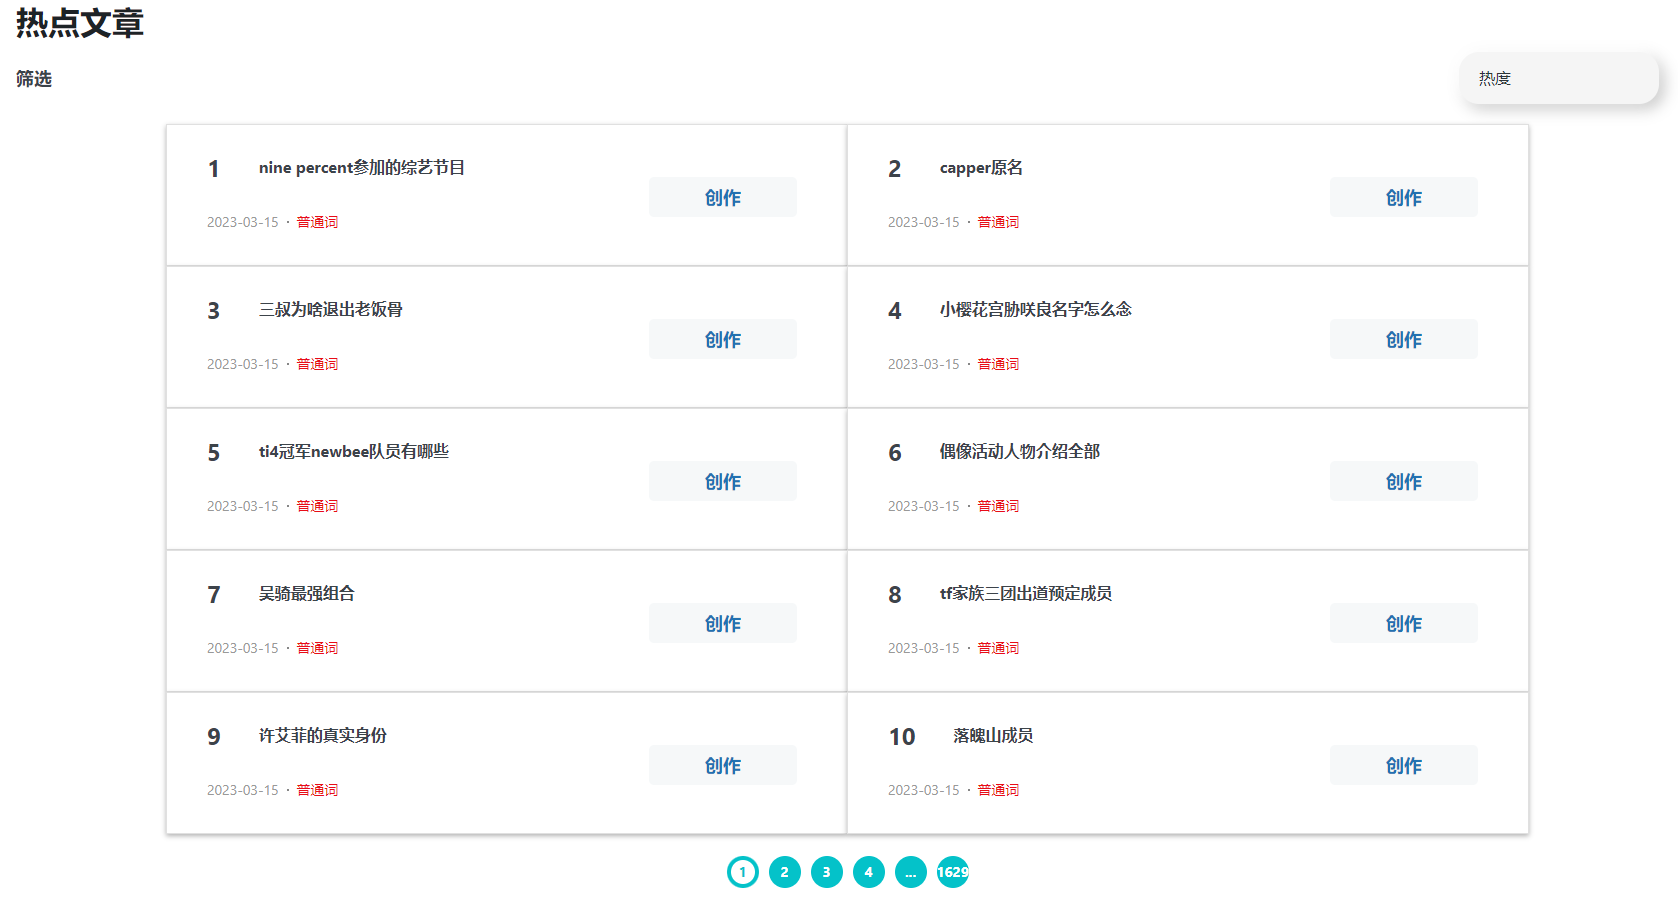 热点文章
筛选
热度
1 nine percent参加的综艺节目
创作
2023-03-15 · 普通词
2 capper原名
创作
2023-03-15 · 普通词
3 三叔为啥退出老饭骨
创作
2023-03-15 · 普通词
4 小樱花宫胁咲良名字怎么念
创作
2023-03-15 · 普通词
5 ti4冠军newbee队员有哪些
创作
2023-03-15 · 普通词
6 偶像活动人物介绍全部
创作
2023-03-15 · 普通词
7 吴骑最强组合
创作
2023-03-15 · 普通词
8 tf家族三团出道预定成员
创作
2023-03-15 · 普通词
9 许艾菲的真实身份
创作
2023-03-15 · 普通词
10 落魄山成员
创作
2023-03-15 · 普通词
1 2 3 4 ... 1629